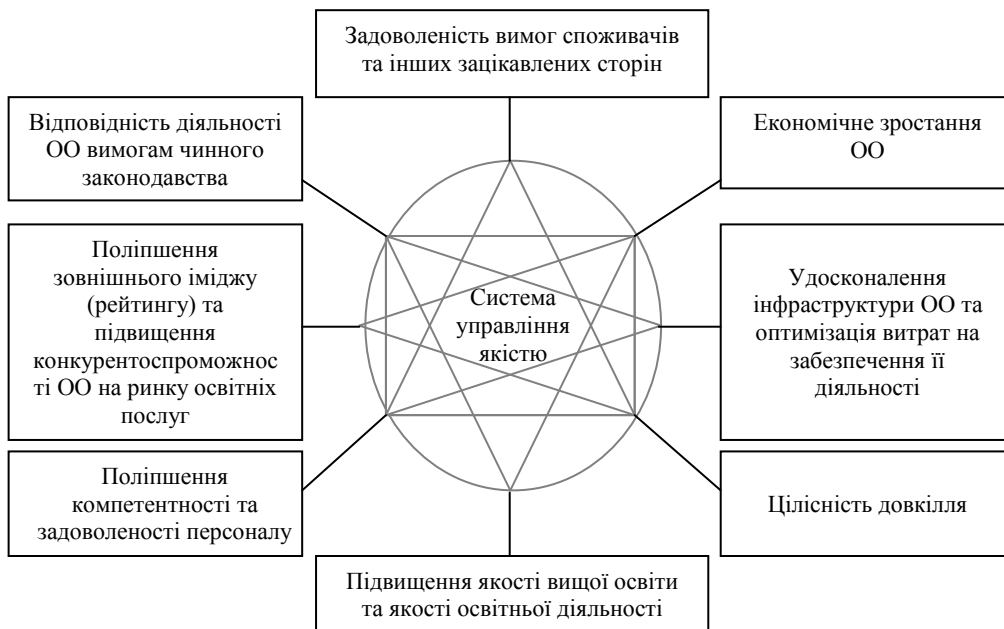 Задоволеність вимог споживачів
та інших зацікавлених сторін
Відповідність діяльності
ОО вимогам чинного
законодавства
Економічне зростання
ОО
Поліпшення
зовнішнього іміджу
(рейтингу) та
підвищення
конкурентоспроможнос
ті ОО на ринку освітніх
послуг
Система
управління
якістю
Удосконалення
інфраструктури ОО та
оптимізація витрат на
забезпечення її
діяльності
Поліпшення
компетентності та
задоволеності персоналу
Цілісність довкілля
Підвищення якості вищої освіти
та якості освітньої діяльності